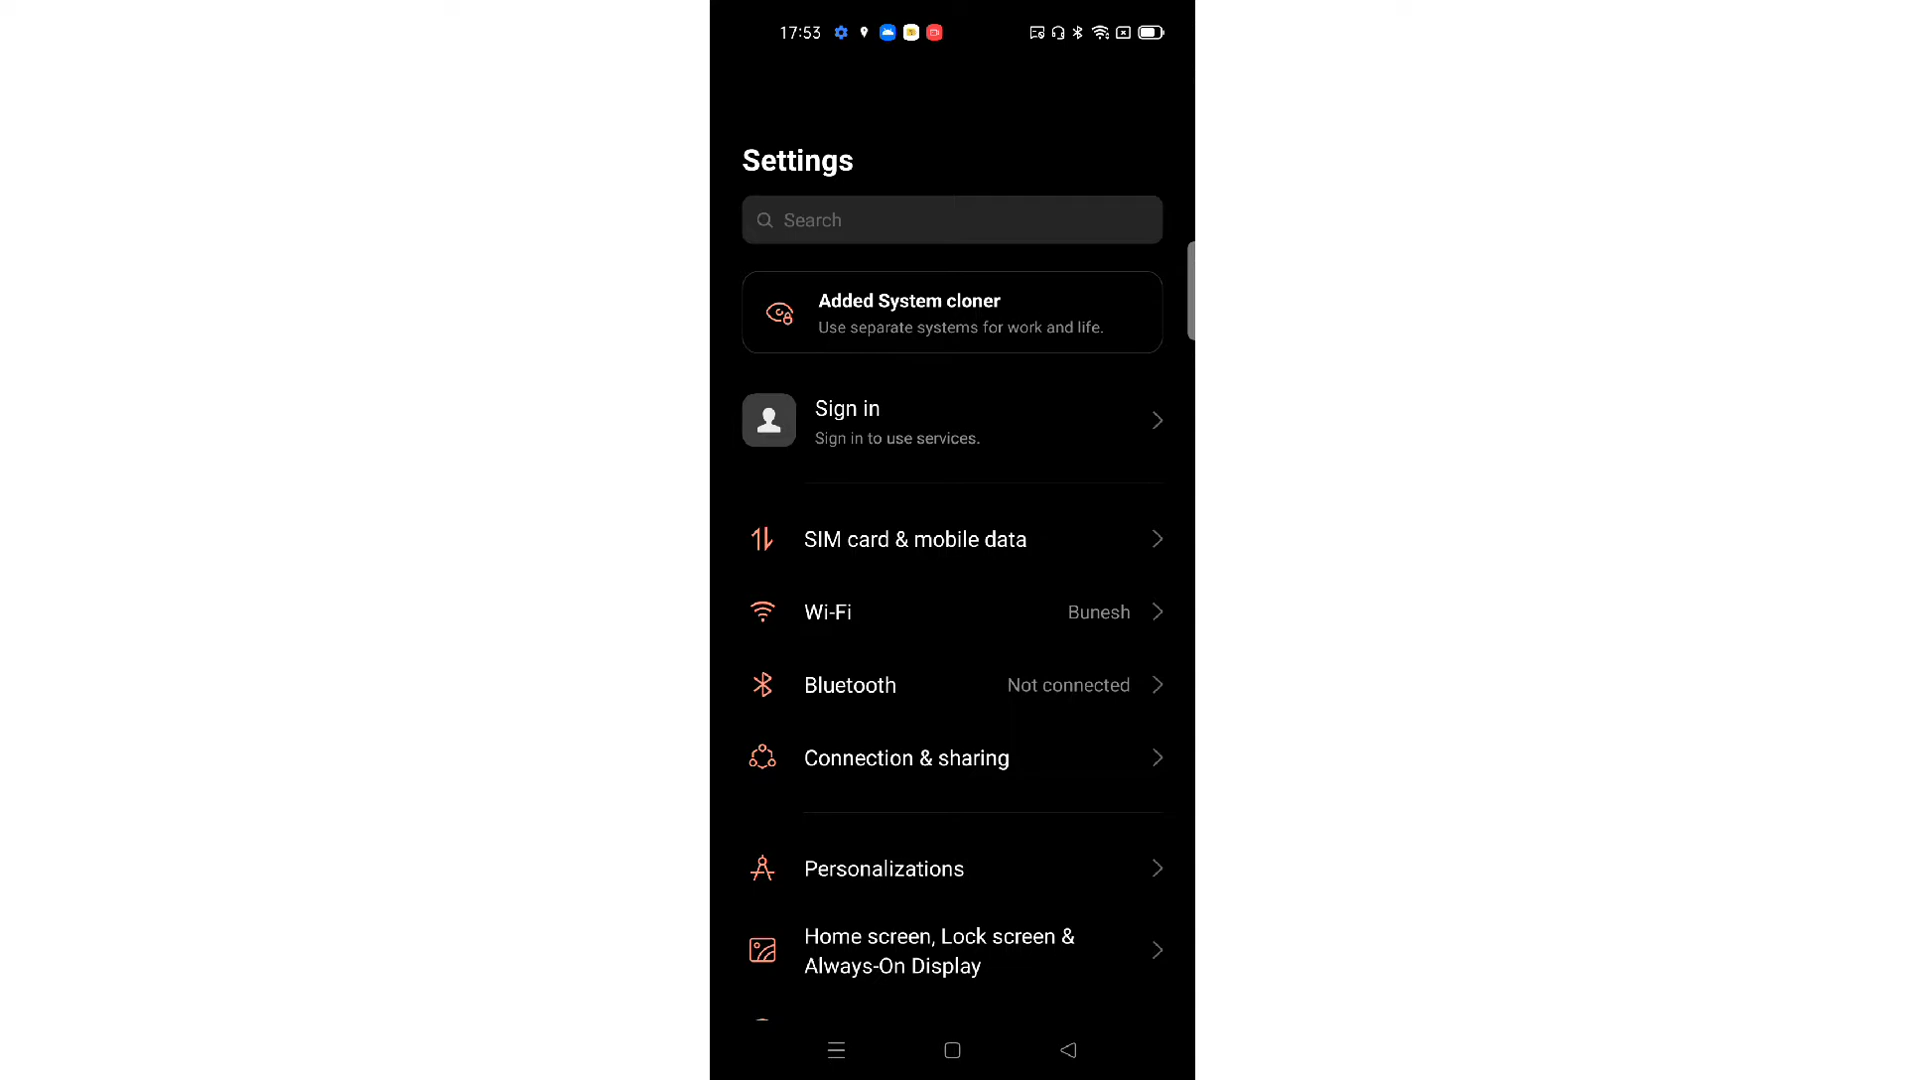 17:53
Settings
Search
Added System cloner
Use separate systems for work and life.
Sign in
Sign in to use services.
SIM card & mobile data
Wi-Fi Bunesh
Bluetooth Not connected
Connection & sharing
Personalizations
Home screen, Lock screen &
Always-On Display